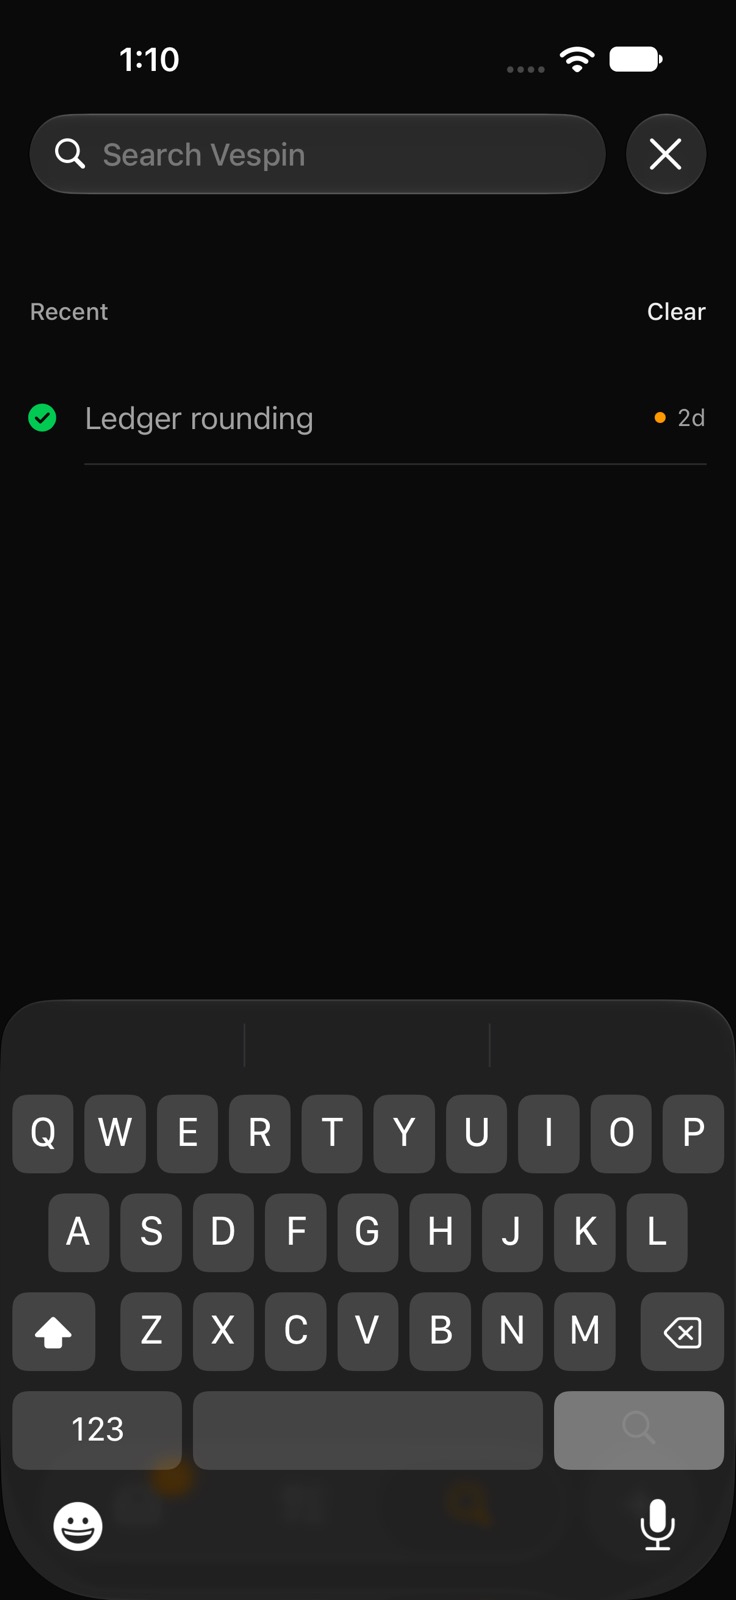 1:10
Search Vespin
Recent Clear
Ledger rounding 2d
Q W E R T Y U I O P
A S D F G H J K L
Z X C V B N M
123